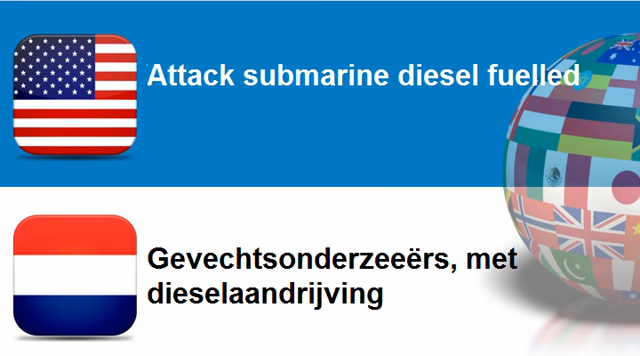 Attack submarine diesel fuelled
Gevechtsonderzeeërs, met
dieselaandrijving